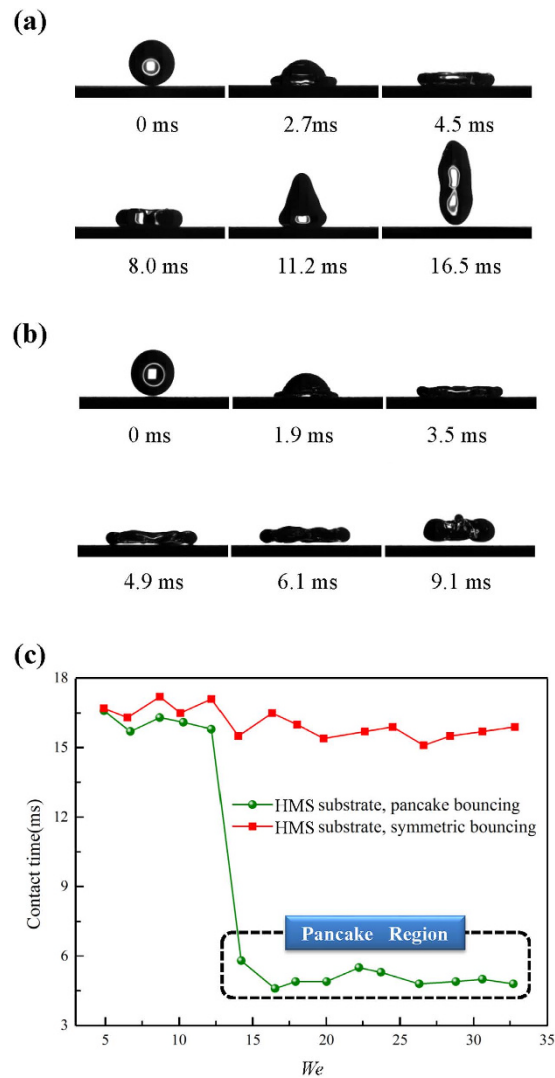 (a)
0 ms
2.7ms
4.5 ms
8.0 ms
11.2 ms
16.5 ms
(b)
0 ms
1.9 ms
3.5 ms
4.9 ms
6.1 ms
9.1 ms
(c)
18
15
12
9
6
3
Contact time(ms)
HMS substrate, pancake bouncing
HMS substrate, symmetric bouncing
Pancake Region
5
10
15
20
25
30
35
We